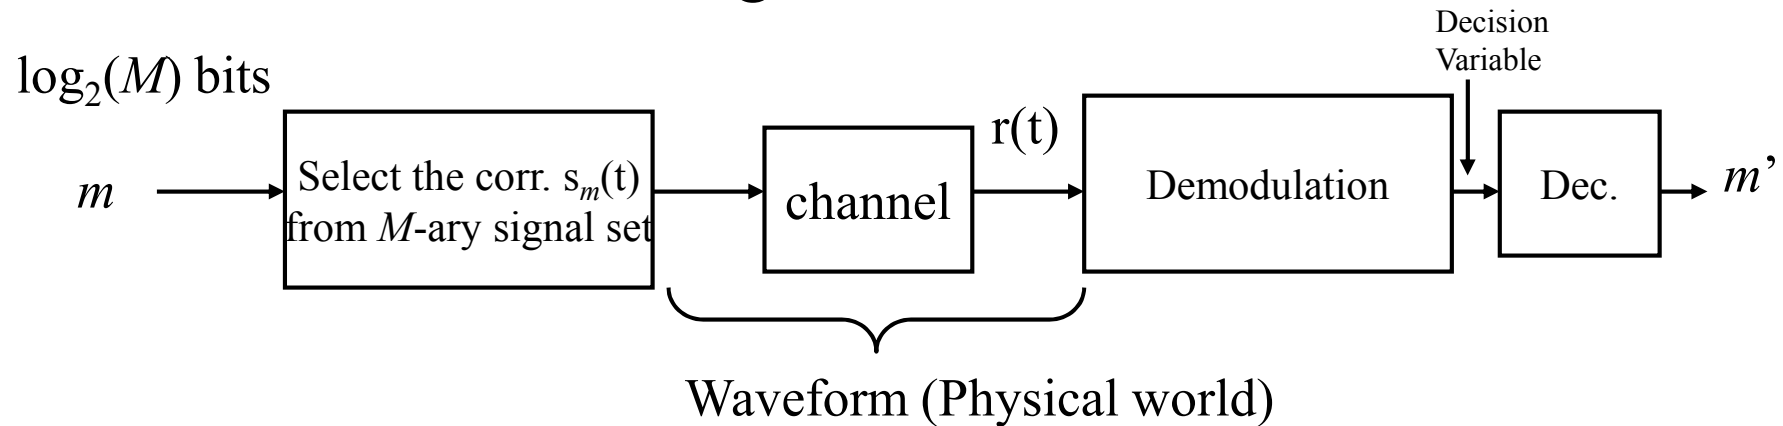 Decision
Variable
log₂(M) bits
m
Select the corr. sₘ(t)
from M-ary signal set
channel
r(t)
Demodulation
Dec.
m’
Waveform (Physical world)